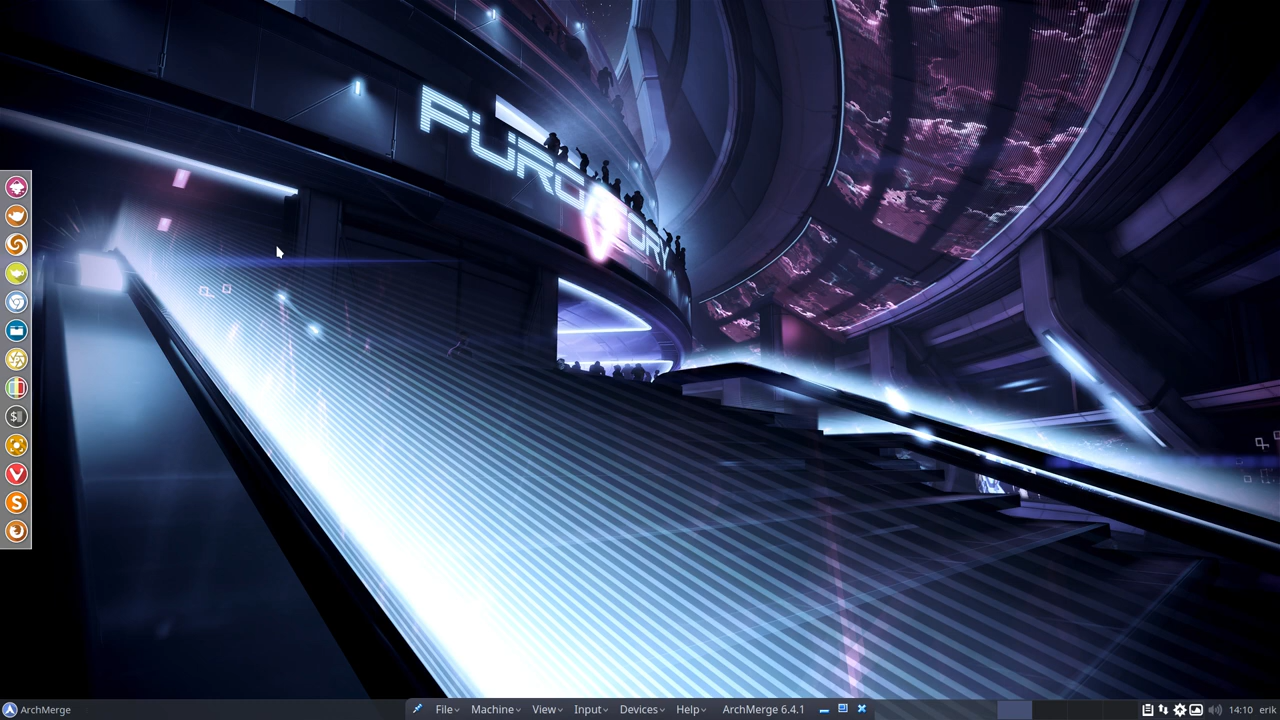 PURGATORY
ArchMerge
File
Machine
View
Input
Devices
Help
ArchMerge 6.4.1
14:10
erik